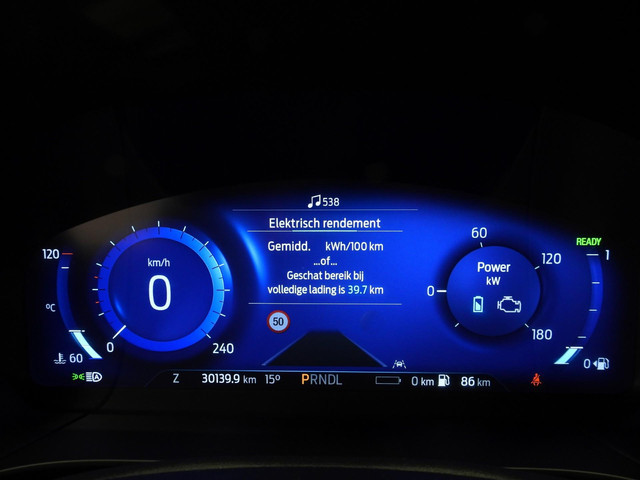 538
Elektrisch rendement
Gemidd. kWh/100 km
...of...
Geschat bereik bij
volledige lading is 39.7 km
120
°C
60
km/h
0
0
240
50
60
0
120
180
Power
kW
READY
1
0
A
Z 30139.9 km 15° PRNDL 0 km 86 km